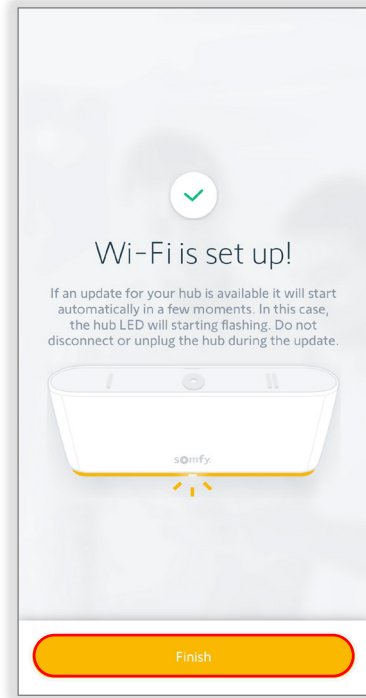 Wi-Fi is set up!
If an update for your hub is available it will start
automatically in a few moments. In this case,
the hub LED will starting flashing. Do not
disconnect or unplug the hub during the update.
somfy.
Finish